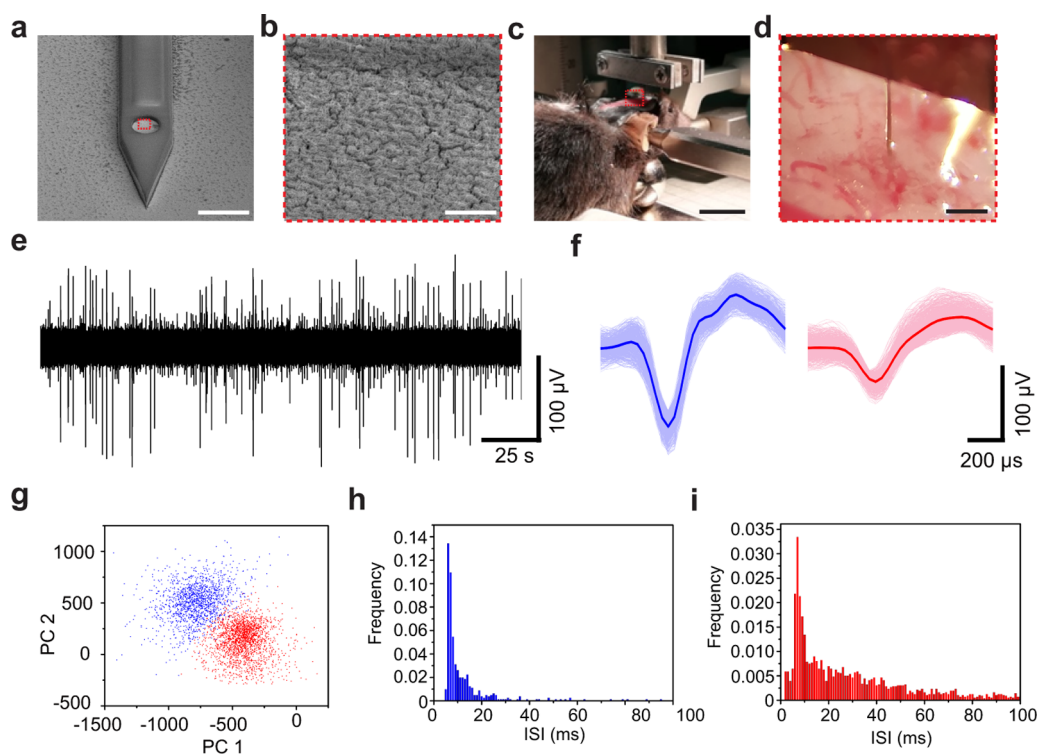 a
b
c
d
e
100 µV
25 s
f
100 µV
200 µs
g
1000
500
0
-500
PC 2
-1500
-1000
-500
0
PC 1
h
0.14
0.12
0.10
0.08
0.06
0.04
0.02
0
Frequency
0
20
40
60
80
100
ISI (ms)
i
0.035
0.030
0.025
0.020
0.015
0.010
0.005
0.000
Frequency
0
20
40
60
80
100
ISI (ms)